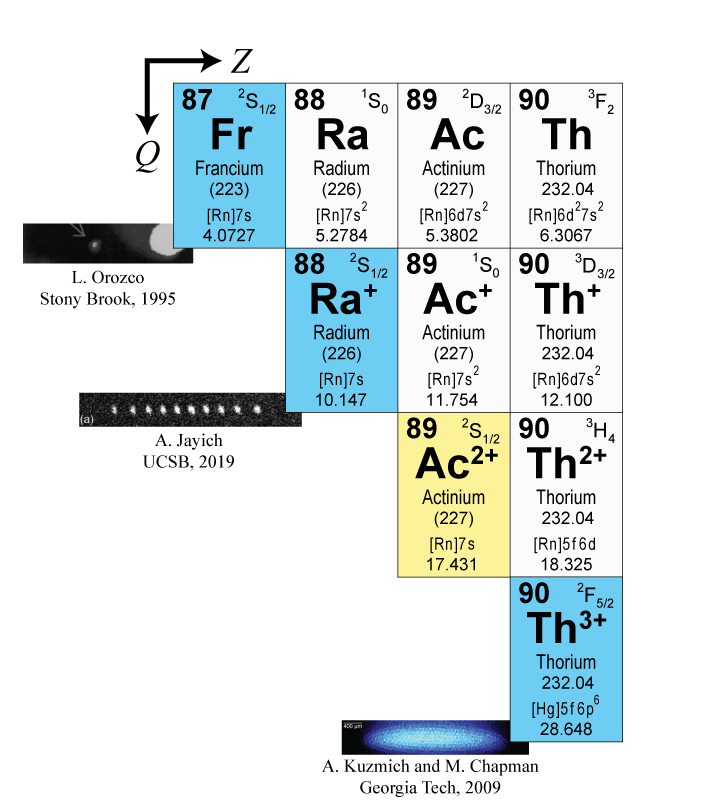 Z
Q
87 ²S₁/₂
Fr
Francium
(223)
[Rn]7s
4.0727
88 ¹S₀
Ra
Radium
(226)
[Rn]7s²
5.2784
89 ²D₃/₂
Ac
Actinium
(227)
[Rn]6d7s²
5.3802
90 ³F₂
Th
Thorium
232.04
[Rn]6d²7s²
6.3067
L. Orozco
Stony Brook, 1995
88 ²S₁/₂
Ra⁺
Radium
(226)
[Rn]7s
10.147
89 ¹S₀
Ac⁺
Actinium
(227)
[Rn]7s²
11.754
90 ³D₃/₂
Th⁺
Thorium
232.04
[Rn]6d7s²
12.100
(a)
A. Jayich
UCSB, 2019
89 ²S₁/₂
Ac²⁺
Actinium
(227)
[Rn]7s
17.431
90 ³H₄
Th²⁺
Thorium
232.04
[Rn]5f6d
18.325
90 ²F₅/₂
Th³⁺
Thorium
232.04
[Hg]5f6p⁶
28.648
400 μm
A. Kuzmich and M. Chapman
Georgia Tech, 2009